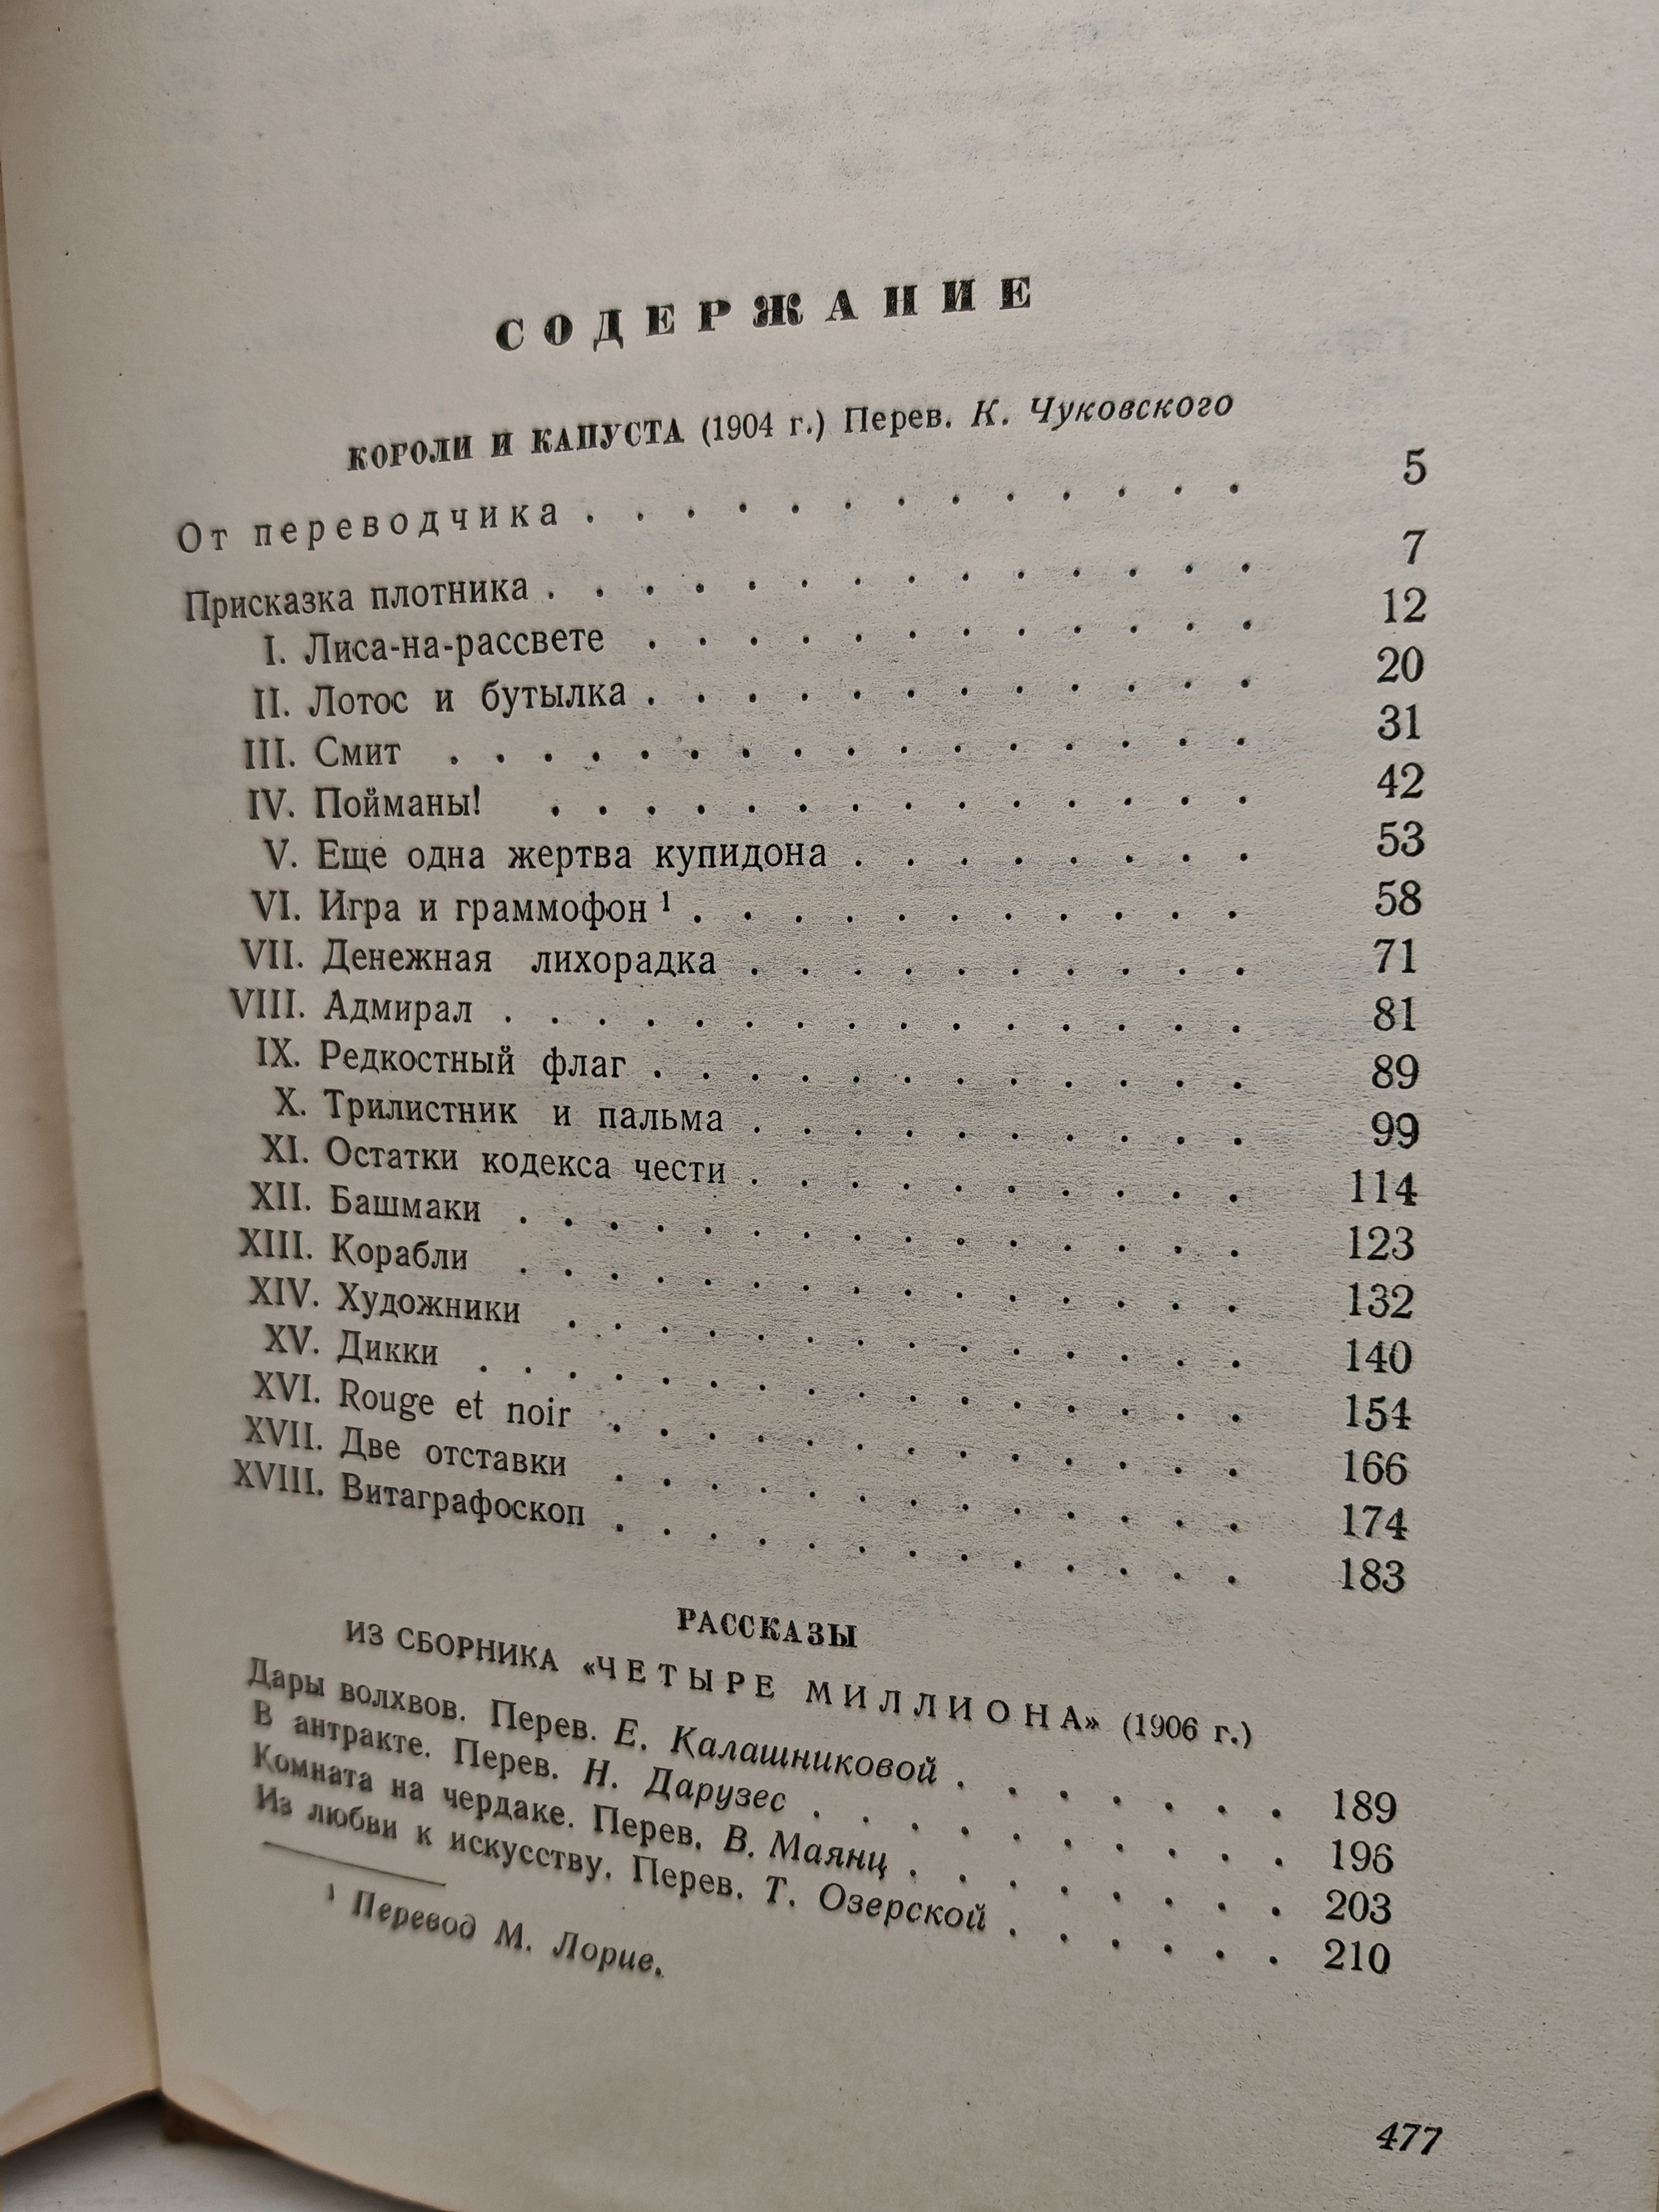 СОДЕРЖАНИЕ
КОРОЛИ И КАПУСТА (1904 г.) Перев. К. Чуковского
От переводчика . . . . . . . . . . . . 5
Присказка плотника . . . . . . . . . . . . . 7
I. Лиса-на-рассвете . . . . . . . . . . . . 12
II. Лотос и бутылка . . . . . . . . . . . . 20
III. Смит . . . . . . . . . . . . . . . . 31
IV. Пойманы! . . . . . . . . . . . . . . 42
V. Еще одна жертва купидона . . . . . . . . 53
VI. Игра и граммофон ¹ . . . . . . . . . . . 58
VII. Денежная лихорадка . . . . . . . . . . 71
VIII. Адмирал . . . . . . . . . . . . . . . 81
IX. Редкостный флаг . . . . . . . . . . . . 89
X. Трилистник и пальма . . . . . . . . . . 99
XI. Остатки кодекса чести . . . . . . . . . . 114
XII. Башмаки . . . . . . . . . . . . . . 123
XIII. Корабли . . . . . . . . . . . . . . 132
XIV. Художники . . . . . . . . . . . . . . 140
XV. Дикки . . . . . . . . . . . . . . . . 154
XVI. Rouge et noir . . . . . . . . . . . . . 166
XVII. Две отставки . . . . . . . . . . . . . 174
XVIII. Витаграфоскоп . . . . . . . . . . . . . 183
РАССКАЗЫ
ИЗ СБОРНИКА «ЧЕТЫРЕ МИЛЛИОНА» (1906 г.)
Дары волхвов. Перев. Е. Калашниковой . . . . . . . 189
В антракте. Перев. Н. Дарузес . . . . . . . . . . 196
Комната на чердаке. Перев. В. Маянц . . . . . . . . 203
Из любви к искусству. Перев. Т. Озерской . . . . . . 210
¹ Перевод М. Лорие.
477